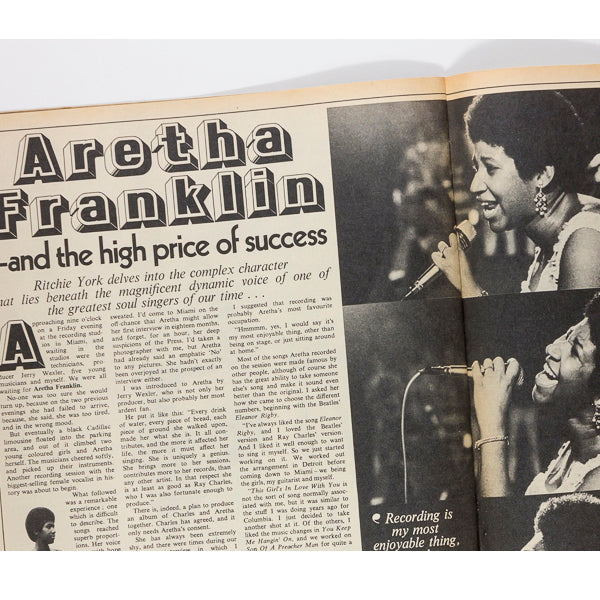 Aretha
Franklin
—and the high price of success
Ritchie York delves into the complex character
hat lies beneath the magnificent dynamic voice of one of
the greatest soul singers of our time . . .
Approaching nine o'clock
on a Friday evening
at the recording stud-
ios in Miami, and
waiting in the
studios were the
technicians, pro-
ducer Jerry Wexler, five young
musicians and myself. We were all
waiting for Aretha Franklin.
No-one was too sure she would
turn up, because on the two previous
evenings she had failed to arrive,
because, she said, she was too tired,
and in the wrong mood.
But eventually a black Cadillac
limousine floated into the parking
area, and out of it climbed two
young coloured girls and Aretha
herself. The musicians cheered softly,
and picked up their instruments.
Another recording session with the
biggest-selling female vocalist in his-
tory was about to begin.
What followed
was a remarkable
experience; one
which is difficult
to describe. The
songs reached
superb propor-
tions. Her voice
sweated. I'd come to Miami on the
off-chance that Aretha might allow
her first interview in eighteen months,
and forget, for an hour, her deep
suspicions of the Press. I'd taken a
photographer with me, but Aretha
had already said an emphatic 'No'
to any pictures. She hadn't exactly
been overjoyed at the prospect of an
interview either.
I was introduced to Aretha by
Jerry Wexler, who is not only her
producer, but also probably her most
ardent fan.
He put it like this: "Every drink
of water, every piece of bread, each
piece of ground she walked upon,
made her what she is. It all con-
tributes, and the more it affected her
life, the more it must affect her
singing. She is uniquely a genius.
She brings more to her sessions,
contributes more to her records, than
any other artist. In that respect she
is at least as good as Ray Charles,
who I was also fortunate enough to
produce."
There is, indeed, a plan to produce
an album of Charles and Aretha
together. Charles has agreed, and it
only needs Aretha's consent.
She has always been extremely
shy, and there were times during our
interview in which I
I suggested that recording was
probably Aretha's most favourite
occupation.
"Hmmmm, yes, I would say it's
my most enjoyable thing, other than
being on stage, or just sitting around
at home."
Most of the songs Aretha recorded
on the session were made famous by
other people, although of course she
has the great ability to take someone
else's song and make it sound even
better than the original. I asked her
how she came to choose the different
numbers, beginning with the Beatles'
Eleanor Rigby.
"I've always liked the song Eleanor
Rigby, and I loved the Beatles'
version and Ray Charles' version.
And I liked it well enough to want
to sing it myself. So we just started
working on it. We worked out
the arrangement in Detroit before
coming down to Miami—we being
the girls, my guitarist and myself.
"This Girl's In Love With You is
not the sort of song normally associ-
ated with me, but it was similar to
the stuff I was doing years ago for
Columbia. I just decided to take
another shot at it. Of the others, I
liked the music changes in You Keep
Me Hangin' On, and we worked on
Son Of A Preacher Man for quite a
Recording is
my most
enjoyable thing,